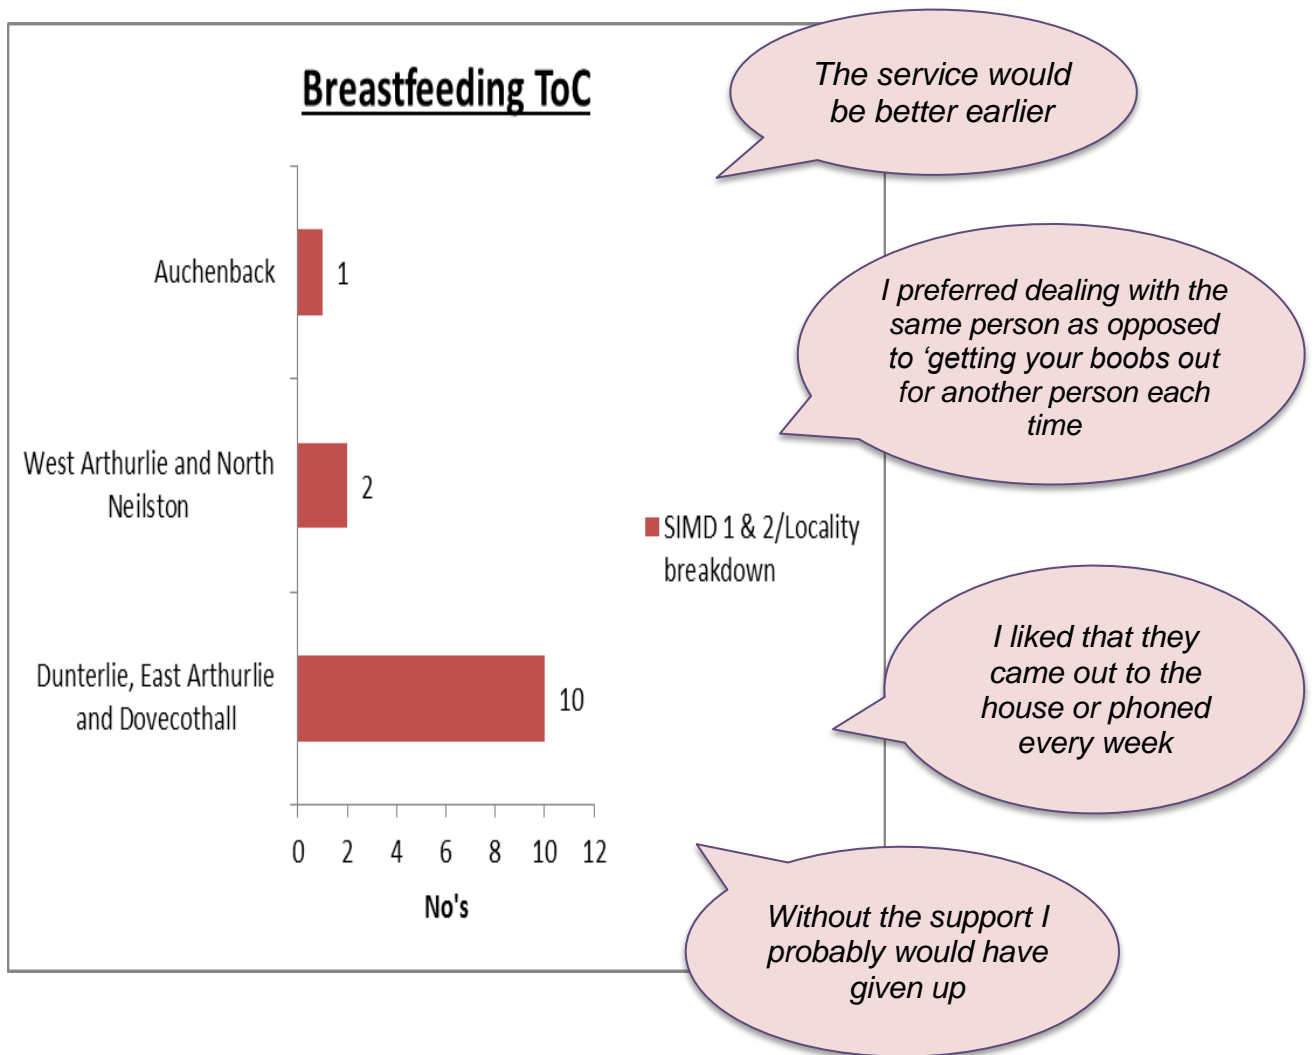 Breastfeeding ToC
Auchenback
1
West Arthurlie and North
Neilston
2
Dunterlie, East Arthurlie
and Dovecothall
10
0 2 4 6 8 10 12
No's
SIMD 1 & 2/Locality
breakdown
The service would
be better earlier
I preferred dealing with the
same person as opposed
to ‘getting your boobs out
for another person each
time
I liked that they
came out to the
house or phoned
every week
Without the support I
probably would have
given up